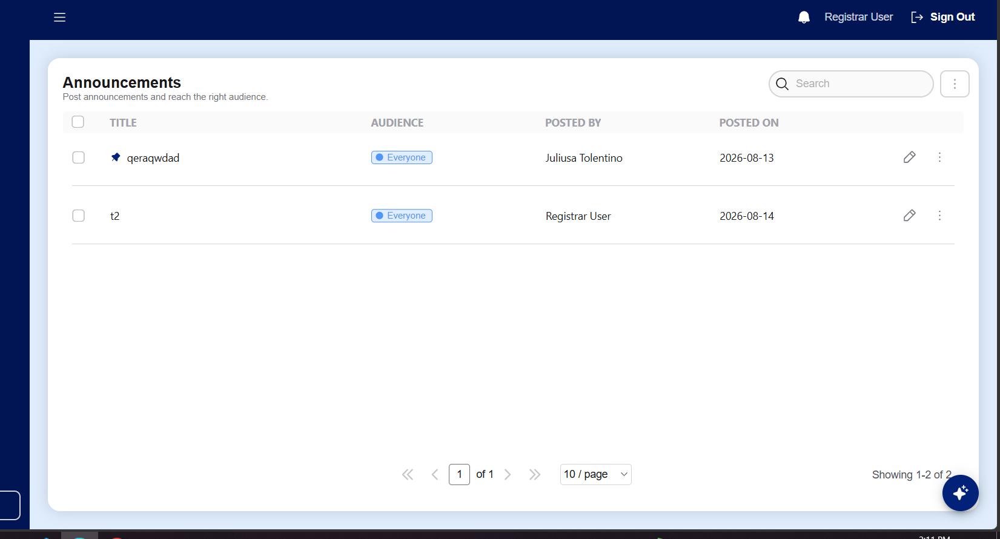 Registrar User Sign Out
Announcements
Post announcements and reach the right audience.
Search
TITLE AUDIENCE POSTED BY POSTED ON
qeraqwdad Everyone Juliusa Tolentino 2026-08-13
t2 Everyone Registrar User 2026-08-14
1 of 1 10 / page Showing 1-2 of 2